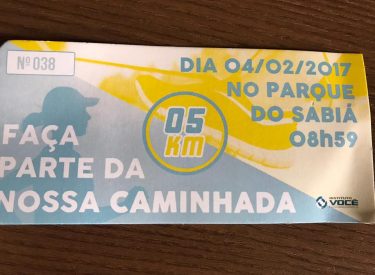 Nº 038
DIA 04/02/2017
NO PARQUE
DO SABIÁ
08h59
05
KM
FAÇA
PARTE DA
NOSSA CAMINHADA
INSTITUTO
VOCÊ